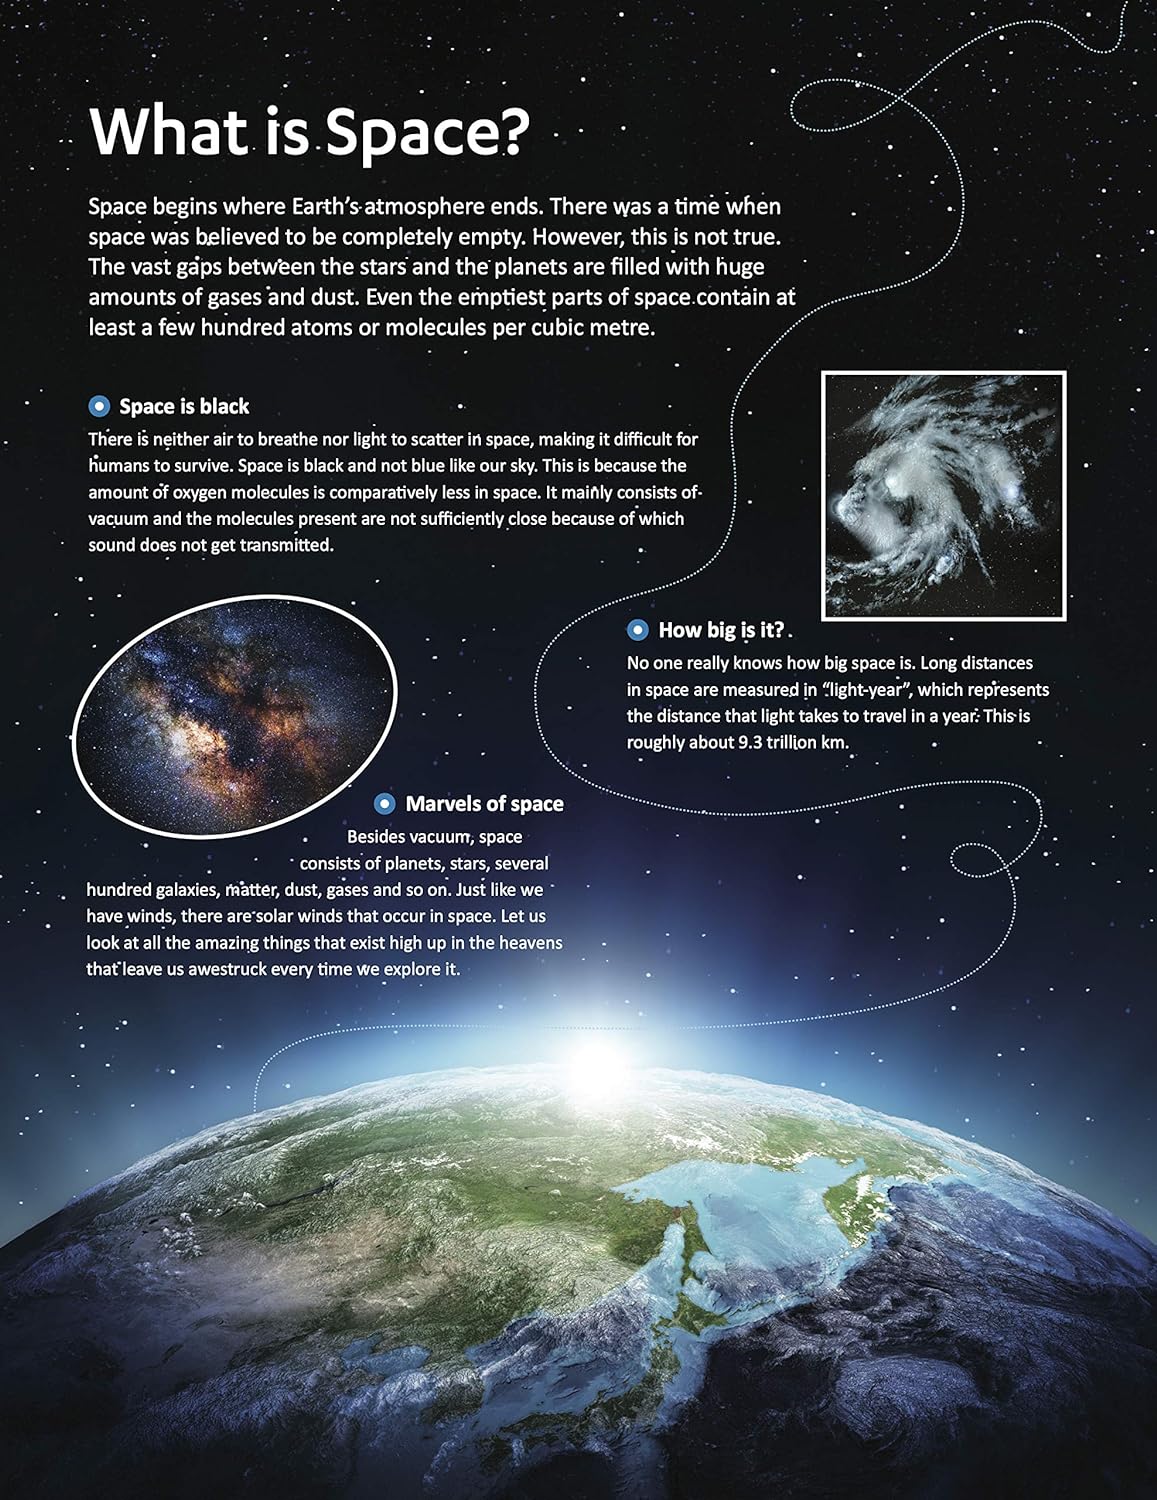 What is Space?
Space begins where Earth's atmosphere ends. There was a time when
space was believed to be completely empty. However, this is not true.
The vast gaps between the stars and the planets are filled with huge
amounts of gases and dust. Even the emptiest parts of space contain at
least a few hundred atoms or molecules per cubic metre.
Space is black
There is neither air to breathe nor light to scatter in space, making it difficult for
humans to survive. Space is black and not blue like our sky. This is because the
amount of oxygen molecules is comparatively less in space. It mainly consists of
vacuum and the molecules present are not sufficiently close because of which
sound does not get transmitted.
How big is it?
No one really knows how big space is. Long distances
in space are measured in “light-year”, which represents
the distance that light takes to travel in a year. This is
roughly about 9.3 trillion km.
Marvels of space
Besides vacuum, space
consists of planets, stars, several
hundred galaxies, matter, dust, gases and so on. Just like we
have winds, there are solar winds that occur in space. Let us
look at all the amazing things that exist high up in the heavens
that leave us awestruck every time we explore it.